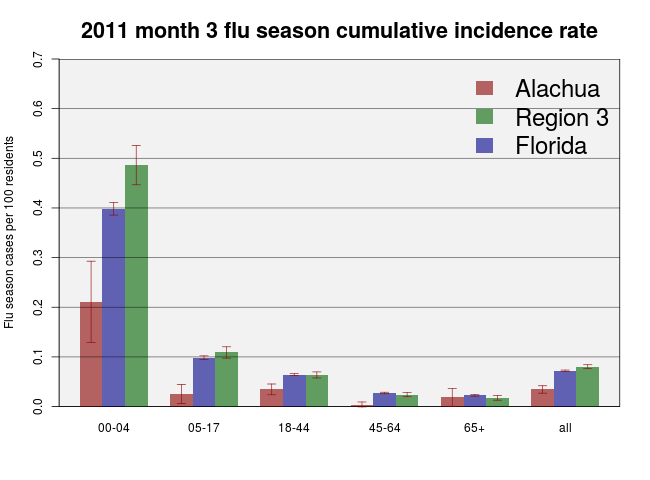 2011 month 3 flu season cumulative incidence rate
Flu season cases per 100 residents
0.7
0.6
0.5
0.4
0.3
0.2
0.1
0.0
Alachua
Region 3
Florida
00-04 05-17 18-44 45-64 65+ all